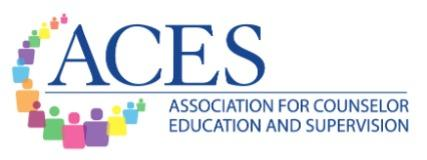 ACES
ASSOCIATION FOR COUNSELOR
EDUCATION AND SUPERVISION